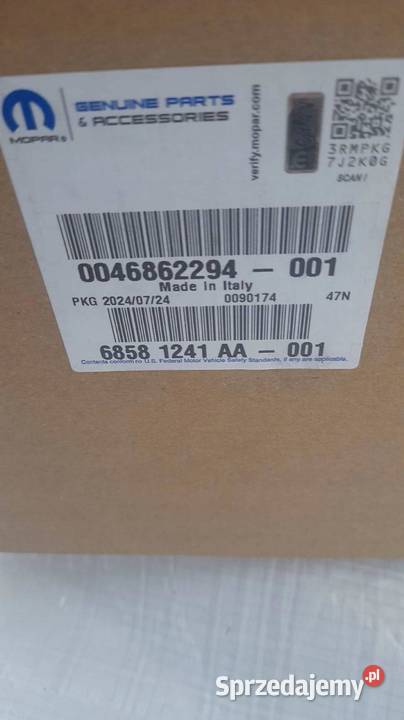 MOPAR®
GENUINE PARTS
& ACCESSORIES
verify.mopar.com
3RMPKG
7J2K0G
SCAN!
0046862294 - 001
Made in Italy
PKG 2024/07/24 0090174 47N
6858 1241 AA - 001
Contents conform to U.S. Federal Motor Vehicle Safety Standards, if any are applicable.
Sprzedajemy.pl